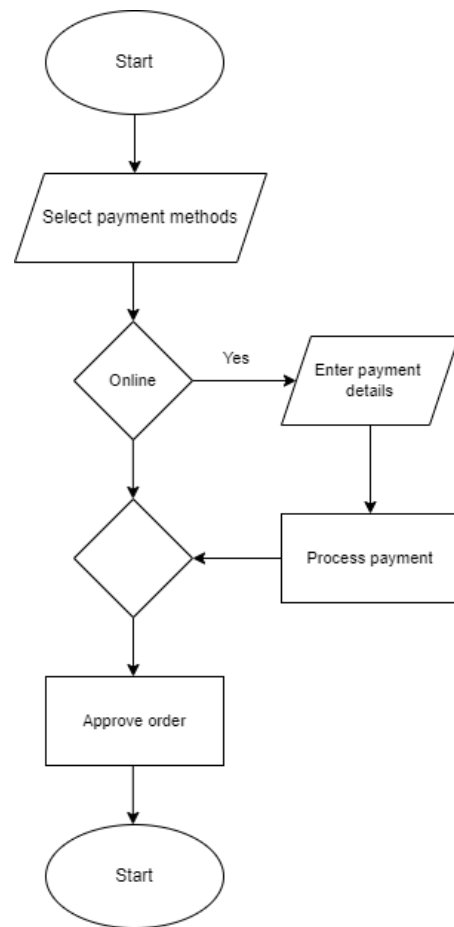 Start
Select payment methods
Online
Yes
Enter payment
details
Process payment
Approve order
Start